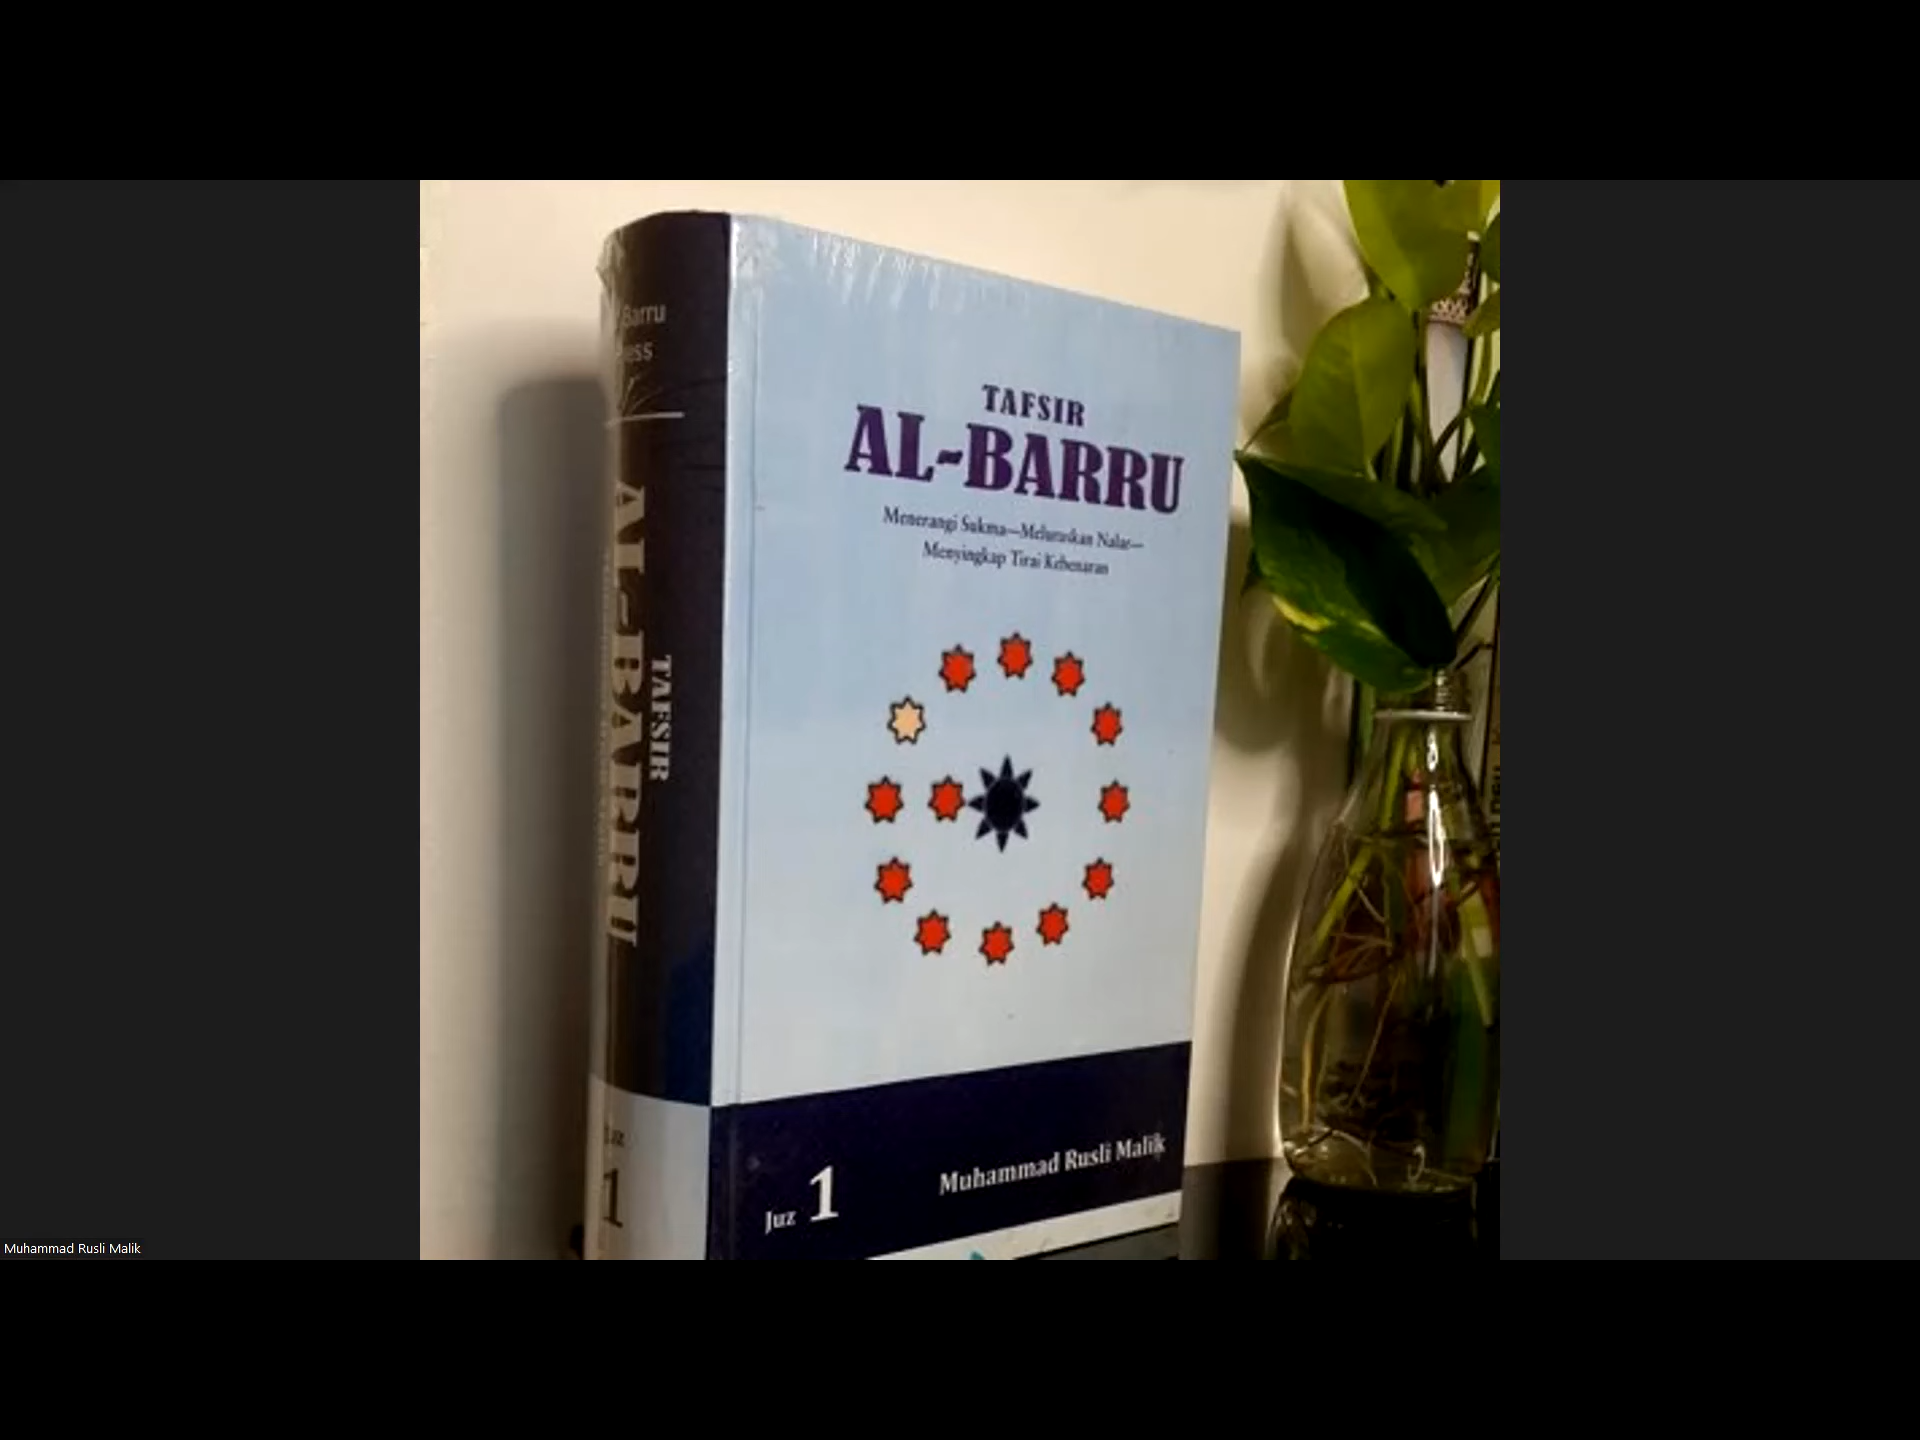 Barru
ess
TAFSIR
AL-BARRU
TAFSIR
AL-BARRU
Menerangi Sukma—Meluruskan Nalar—
Menyingkap Tirai Kebenaran
1
Juz 1
Muhammad Rusli Malik
Muhammad Rusli Malik